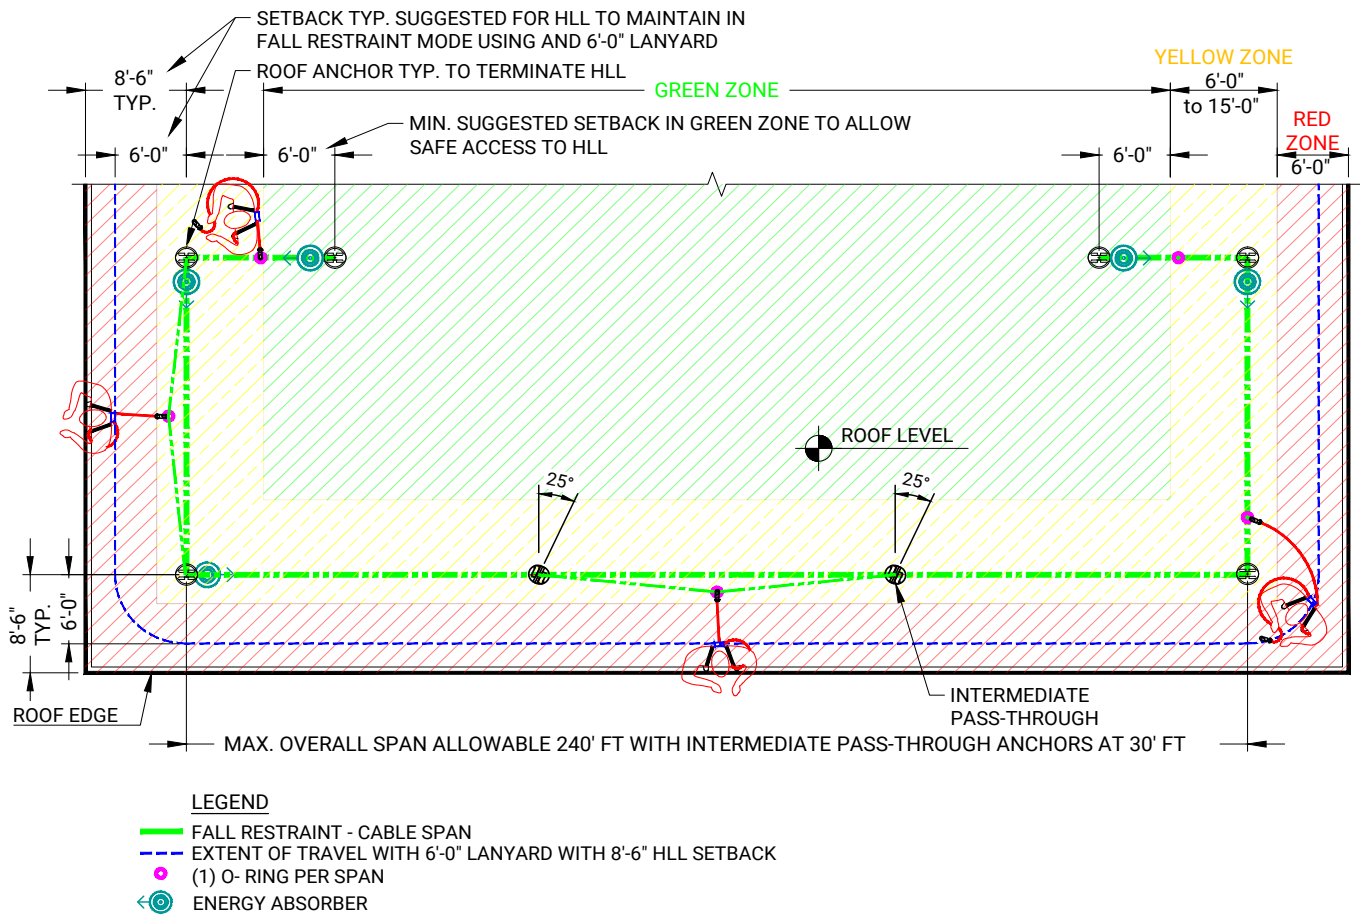 SETBACK TYP. SUGGESTED FOR HLL TO MAINTAIN IN
FALL RESTRAINT MODE USING AND 6'-0" LANYARD
8'-6"
TYP.
ROOF ANCHOR TYP. TO TERMINATE HLL
GREEN ZONE
YELLOW ZONE
6'-0"
to 15'-0"
RED
ZONE
6'-0"
MIN. SUGGESTED SETBACK IN GREEN ZONE TO ALLOW
SAFE ACCESS TO HLL
6'-0"
6'-0"
6'-0"
ROOF LEVEL
25°
25°
8'-6"
TYP.
6'-0"
ROOF EDGE
INTERMEDIATE
PASS-THROUGH
MAX. OVERALL SPAN ALLOWABLE 240' FT WITH INTERMEDIATE PASS-THROUGH ANCHORS AT 30' FT
LEGEND
FALL RESTRAINT - CABLE SPAN
EXTENT OF TRAVEL WITH 6'-0" LANYARD WITH 8'-6" HLL SETBACK
(1) O- RING PER SPAN
ENERGY ABSORBER